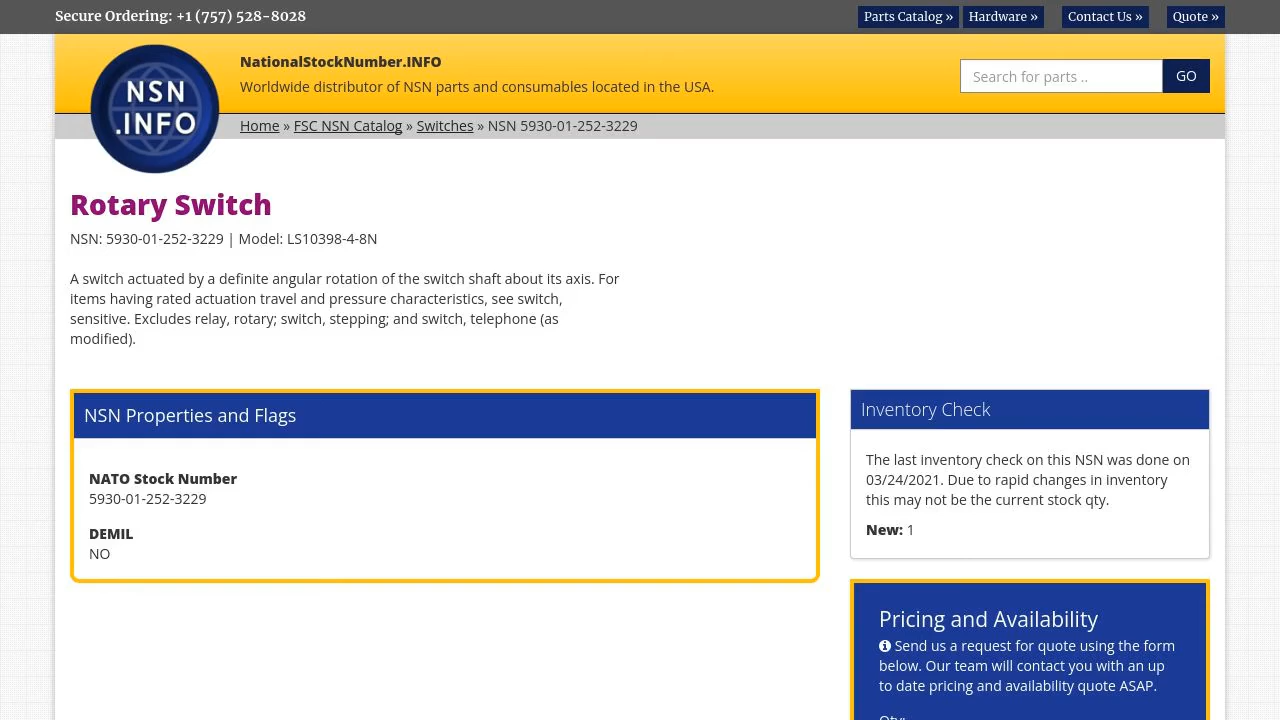 Secure Ordering: +1 (757) 528-8028
Parts Catalog »
Hardware »
Contact Us »
Quote »
NSN
.INFO
NationalStockNumber.INFO
Worldwide distributor of NSN parts and consumables located in the USA.
Search for parts ..
GO
Home » FSC NSN Catalog » Switches » NSN 5930-01-252-3229
Rotary Switch
NSN: 5930-01-252-3229 | Model: LS10398-4-8N
A switch actuated by a definite angular rotation of the switch shaft about its axis. For
items having rated actuation travel and pressure characteristics, see switch,
sensitive. Excludes relay, rotary; switch, stepping; and switch, telephone (as
modified).
NSN Properties and Flags
NATO Stock Number
5930-01-252-3229
DEMIL
NO
Inventory Check
The last inventory check on this NSN was done on
03/24/2021. Due to rapid changes in inventory
this may not be the current stock qty.
New: 1
Pricing and Availability
Send us a request for quote using the form
below. Our team will contact you with an up
to date pricing and availability quote ASAP.
Qty: